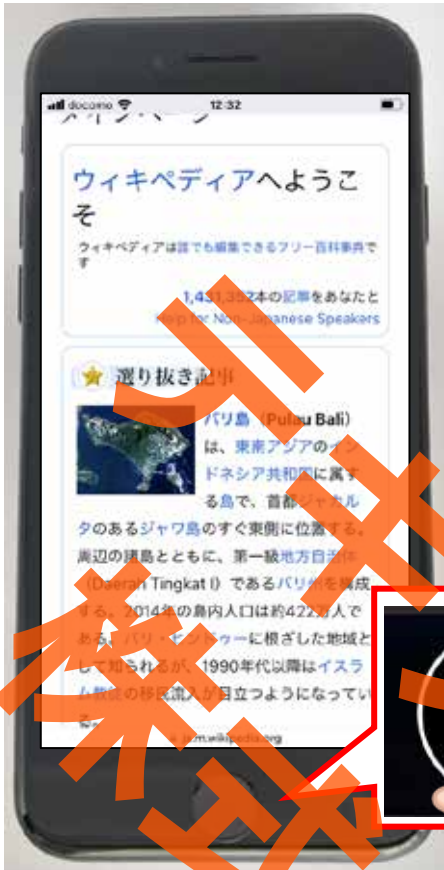 docomo 12:32
メインページ
ウィキペディアへようこ
そ
ウィキペディアは誰でも編集できるフリー百科事典で
す
1,431,352本の記事をあなたと
Help for Non-Japanese Speakers
選り抜き記事
バリ島 (Pulau Bali)
は、東南アジアのイン
ドネシア共和国に属す
る島で、首都ジャカル
タのあるジャワ島のすぐ東側に位置する。
周辺の諸島とともに、第一級地方自治体
(Daerah Tingkat I) であるバリ州を構成
する。2014年の島内人口は約422万人で
ある。バリ・ヒンドゥーに根ざした地域と
して知られるが、1990年代以降はイスラ
ム教徒の移民流入が目立つようになってい
る。
ja.m.wikipedia.org